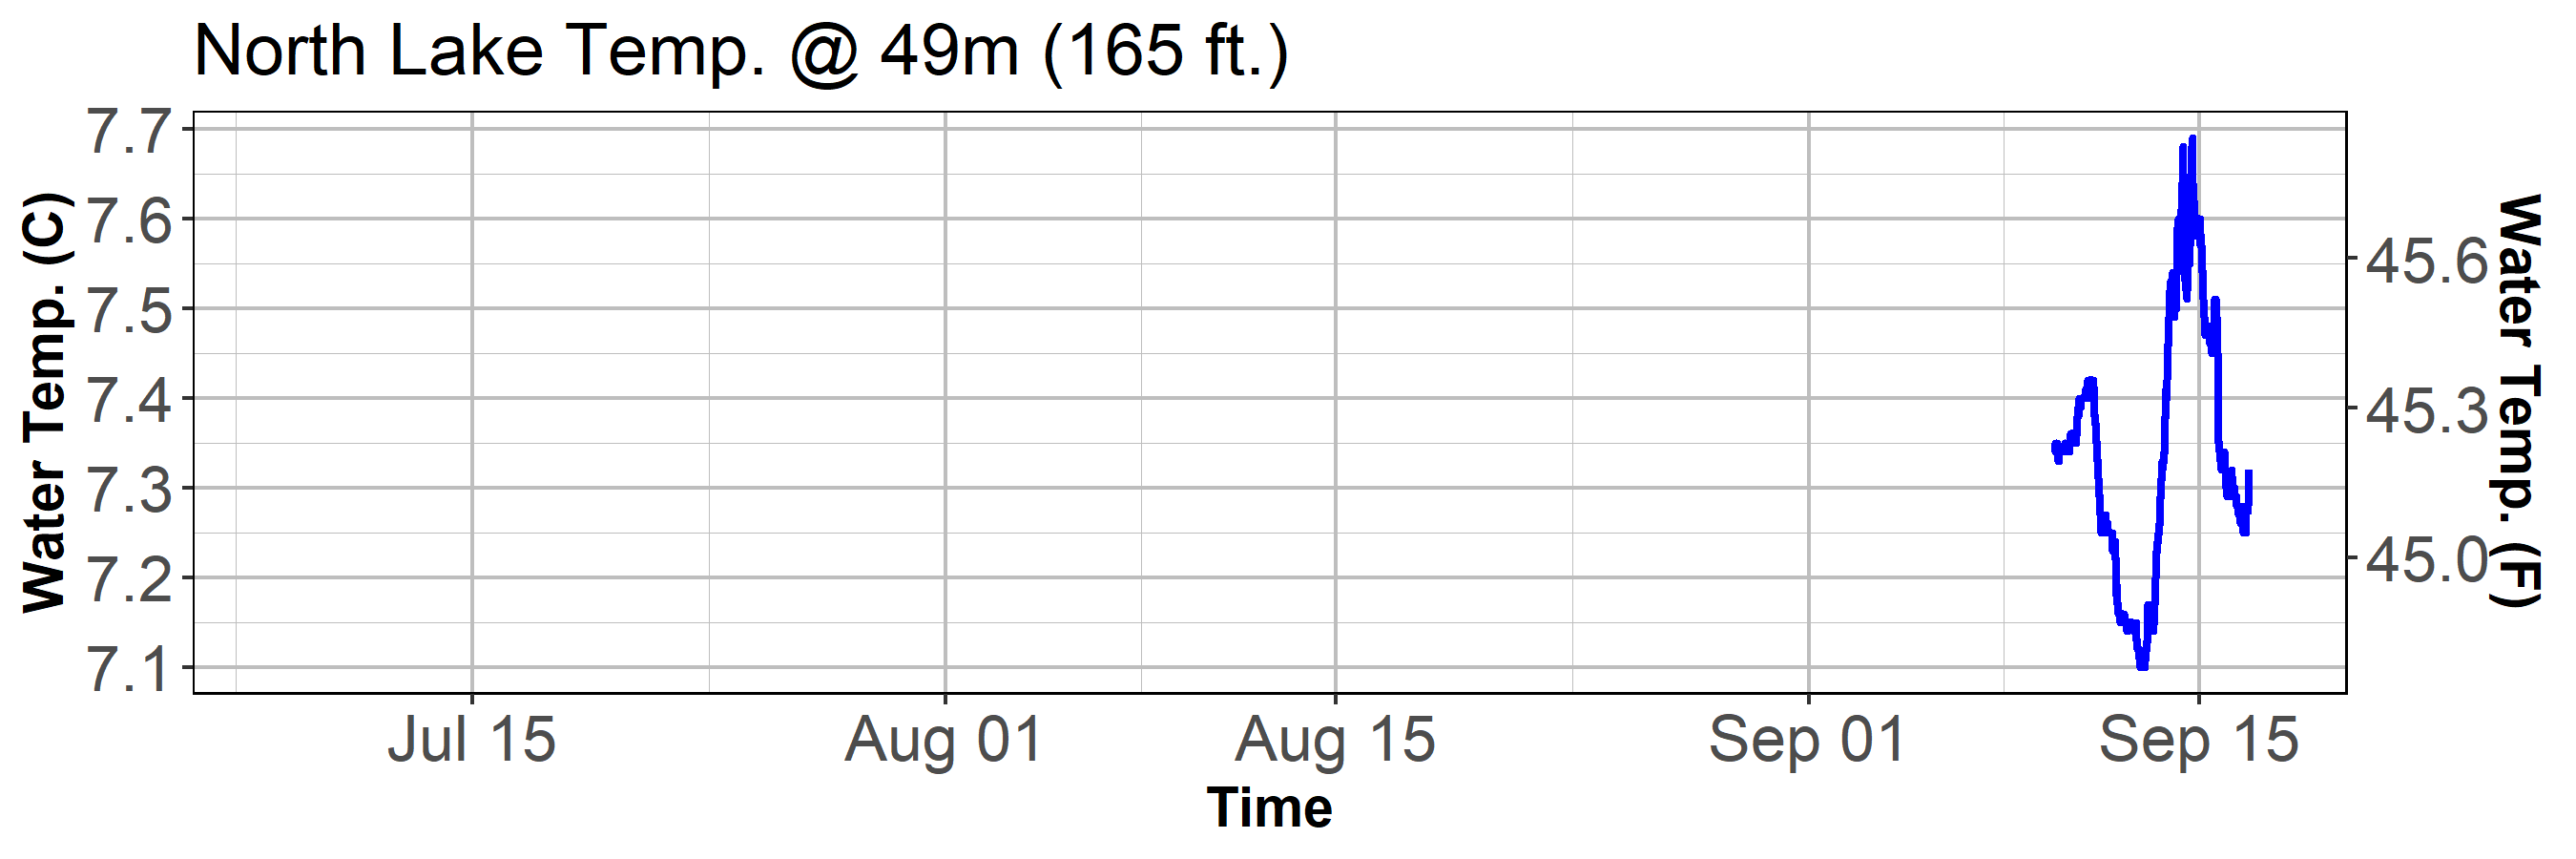 North Lake Temp. @ 49m (165 ft.)
Water Temp. (C)
7.7
7.6
7.5
7.4
7.3
7.2
7.1
45.6
45.3
45.0
Water Temp. (F)
Jul 15 Aug 01 Aug 15 Sep 01 Sep 15
Time